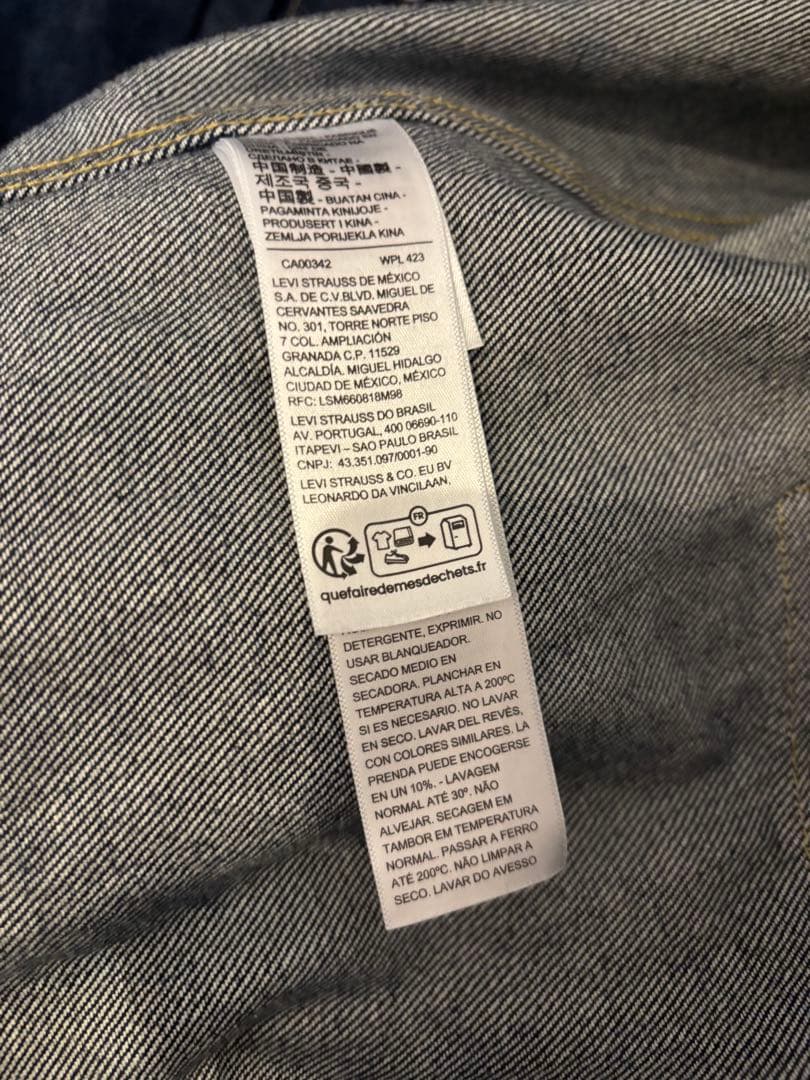 СДЕЛАНО В КИТАЕ -
中国制造 - 中國製 -
제조국 중국 -
中国製 - BUATAN CINA -
PAGAMINTA KINIJOJE -
PRODUSERT I KINA -
ZEMLJA PORIJEKLA KINA
CA00342 WPL 423
LEVI STRAUSS DE MÉXICO
S.A. DE C.V.BLVD. MIGUEL DE
CERVANTES SAAVEDRA
NO. 301, TORRE NORTE PISO
7 COL. AMPLIACIÓN
GRANADA C.P. 11529
ALCALDÍA. MIGUEL HIDALGO
CIUDAD DE MÉXICO, MÉXICO
RFC: LSM660818M98
LEVI STRAUSS DO BRASIL
AV. PORTUGAL, 400 06690-110
ITAPEVI – SAO PAULO BRASIL
CNPJ: 43.351.097/0001-90
LEVI STRAUSS & CO. EU BV
LEONARDO DA VINCILAAN,
FR
quefairedemesdechets.fr
DETERGENTE, EXPRIMIR. NO
USAR BLANQUEADOR.
SECADO MEDIO EN
SECADORA. PLANCHAR EN
TEMPERATURA ALTA A 200ºC
SI ES NECESARIO. NO LAVAR
EN SECO. LAVAR DEL REVÉS,
CON COLORES SIMILARES. LA
PRENDA PUEDE ENCOGERSE
EN UN 10%. - LAVAGEM
NORMAL ATÉ 30º. NÃO
ALVEJAR. SECAGEM EM
TAMBOR EM TEMPERATURA
NORMAL. PASSAR A FERRO
ATÉ 200ºC. NÃO LIMPAR A
SECO. LAVAR DO AVESSO